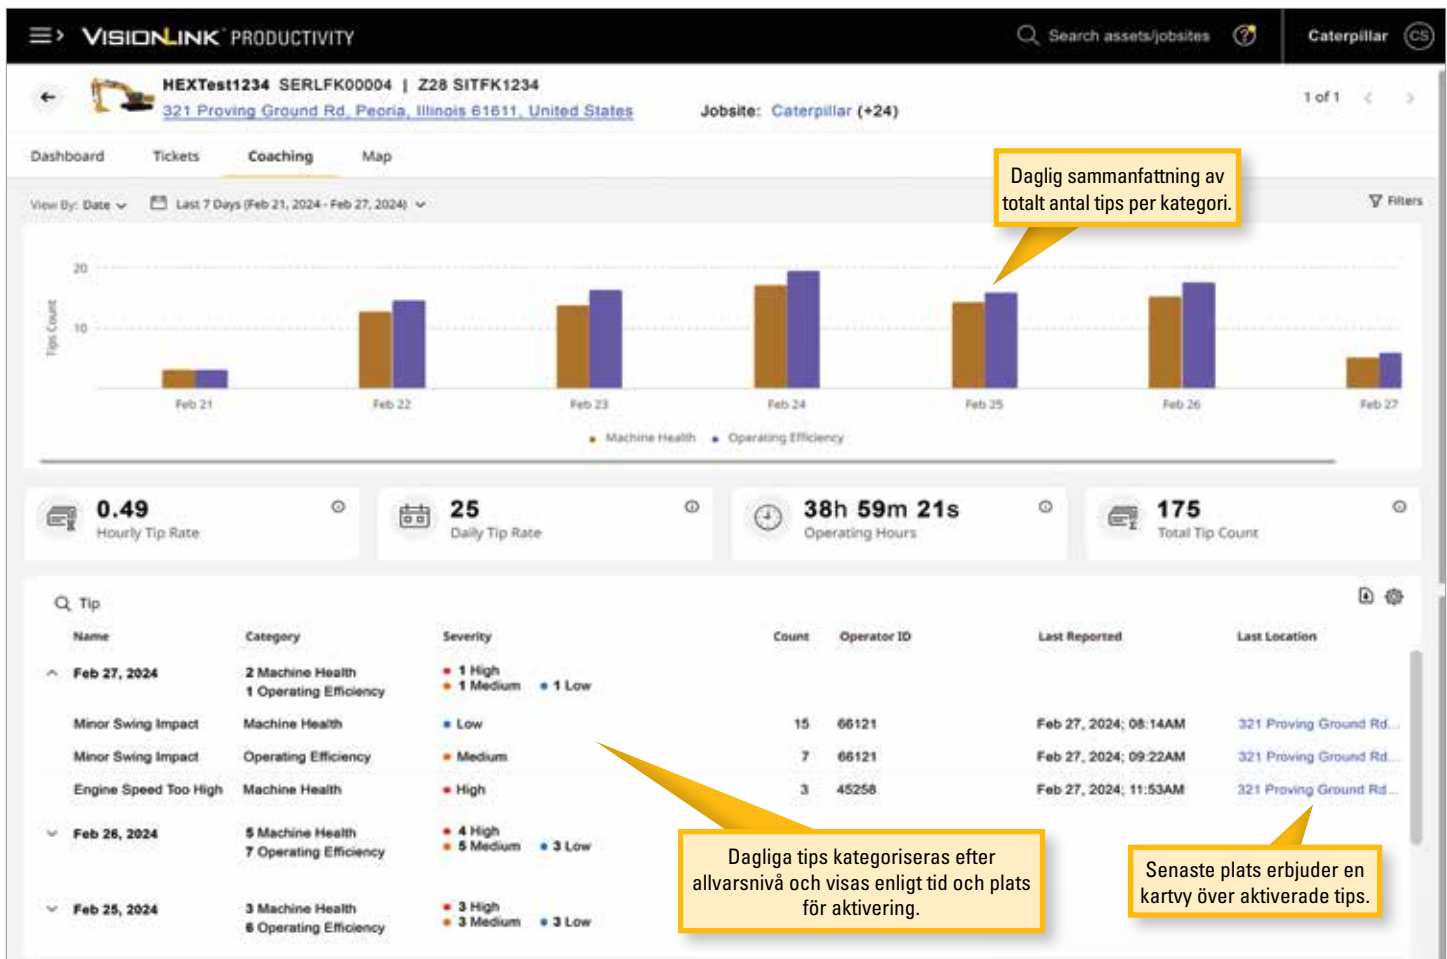 VISIONLINK PRODUCTIVITY
Search assets/jobsites
Caterpillar
CS
HEXTest1234 SERLFK00004 | Z28 SITFK1234
321 Proving Ground Rd, Peoria, Illinois 61611, United States
Jobsite: Caterpillar (+24)
1 of 1
Dashboard Tickets Coaching Map
Daglig sammanfattning av
totalt antal tips per kategori.
View By: Date
Last 7 Days (Feb 21, 2024 - Feb 27, 2024)
Filters
20
10
Tips Count
Feb 21 Feb 22 Feb 23 Feb 24 Feb 25 Feb 26 Feb 27
Machine Health Operating Efficiency
0.49
Hourly Tip Rate
25
Daily Tip Rate
38h 59m 21s
Operating Hours
175
Total Tip Count
Tip
Name Category Severity Count Operator ID Last Reported Last Location
Feb 27, 2024 2 Machine Health 1 High
1 Operating Efficiency 1 Medium 1 Low
Minor Swing Impact Machine Health Low 15 66121 Feb 27, 2024; 08:14AM 321 Proving Ground Rd...
Minor Swing Impact Operating Efficiency Medium 7 66121 Feb 27, 2024; 09:22AM 321 Proving Ground Rd...
Engine Speed Too High Machine Health High 3 45258 Feb 27, 2024; 11:53AM 321 Proving Ground Rd...
Feb 26, 2024 5 Machine Health 4 High
7 Operating Efficiency 5 Medium 3 Low
Dagliga tips kategoriseras efter
allvarsnivå och visas enligt tid och plats
för aktivering.
Senaste plats erbjuder en
kartvy över aktiverade tips.
Feb 25, 2024 3 Machine Health 3 High
6 Operating Efficiency 3 Medium 3 Low